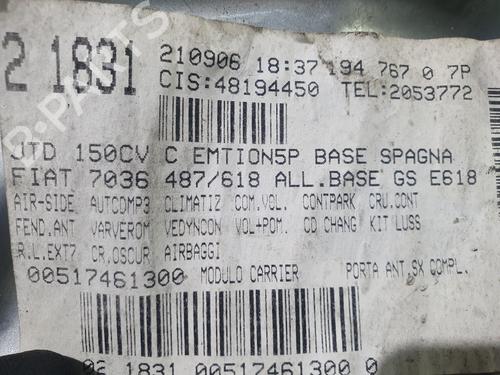 2 1831
210906 18:37 194 767 0 7P
CIS:48194450 TEL:2053772
JTD 150CV C EMTION5P BASE SPAGNA
FIAT 7036 487/618 ALL.BASE GS E618
AIR-SIDE AUTCDMP3 CLIMATIZ COM.VOL. CONTPARK CRU.CONT
FEND.ANT VARVEROM VEDYNCON VOL+POM. CD CHANG KIT LUSS
R.L.EXT7 CR.OSCUR AIRBAGGI
00517461300 MODULO CARRIER PORTA ANT.SX COMPL.
02 1831 00517461300 0
B-PARTS